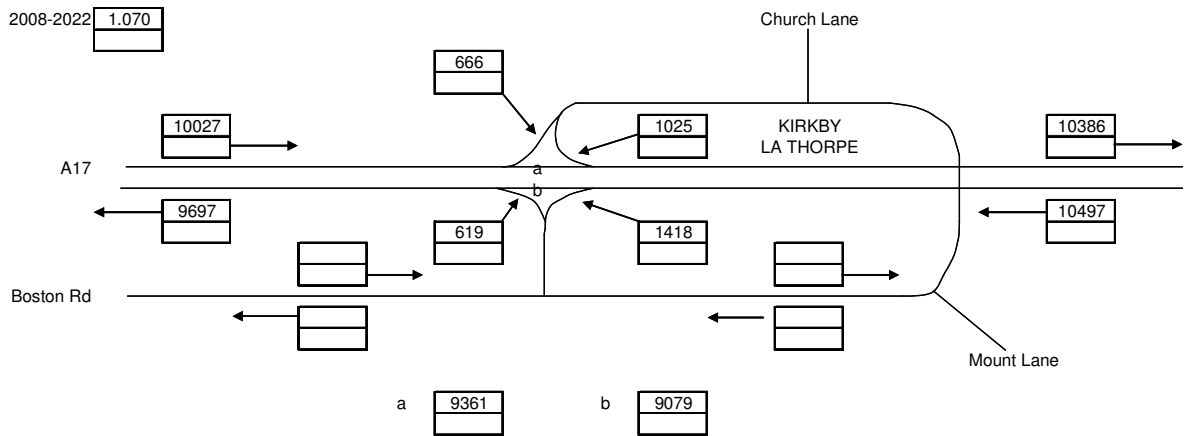 2008-2022 1.070
Church Lane
666
10027
1025
KIRKBY
LA THORPE
10386
A17
a
b
9697
619
1418
10497
Boston Rd
Mount Lane
a 9361 b 9079